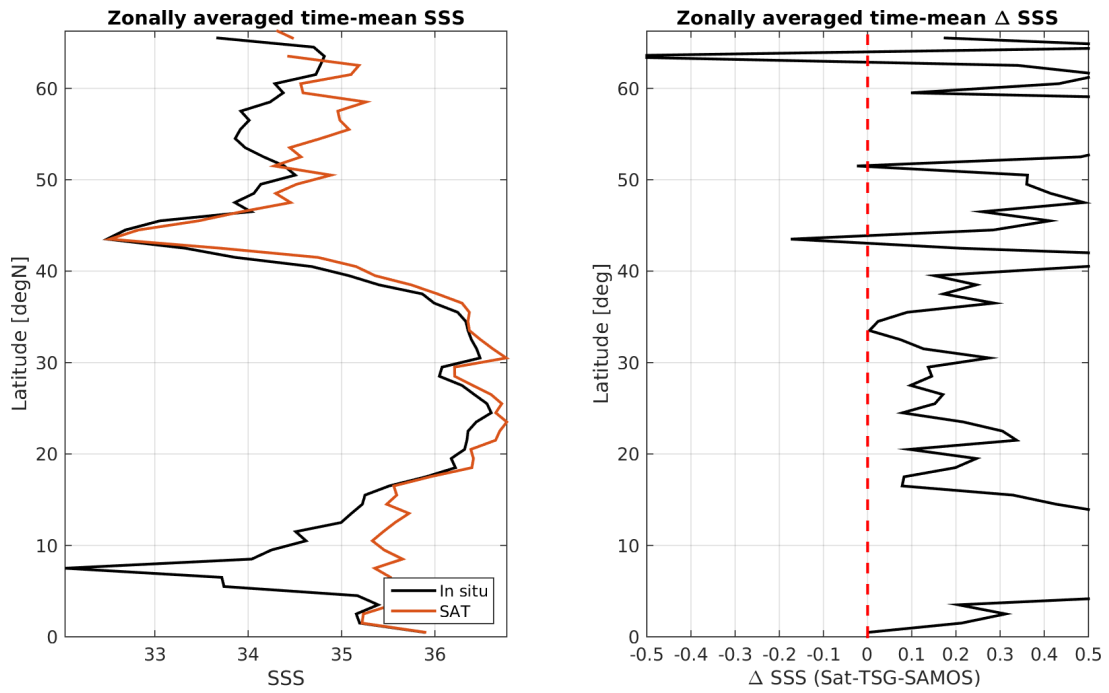 Zonally averaged time-mean SSS
Latitude [degN]
60
50
40
30
20
10
0
33
34
35
36
SSS
In situ
SAT
Zonally averaged time-mean Δ SSS
Latitude [deg]
60
50
40
30
20
10
0
-0.5 -0.4 -0.3 -0.2 -0.1 0 0.1 0.2 0.3 0.4 0.5
Δ SSS (Sat-TSG-SAMOS)